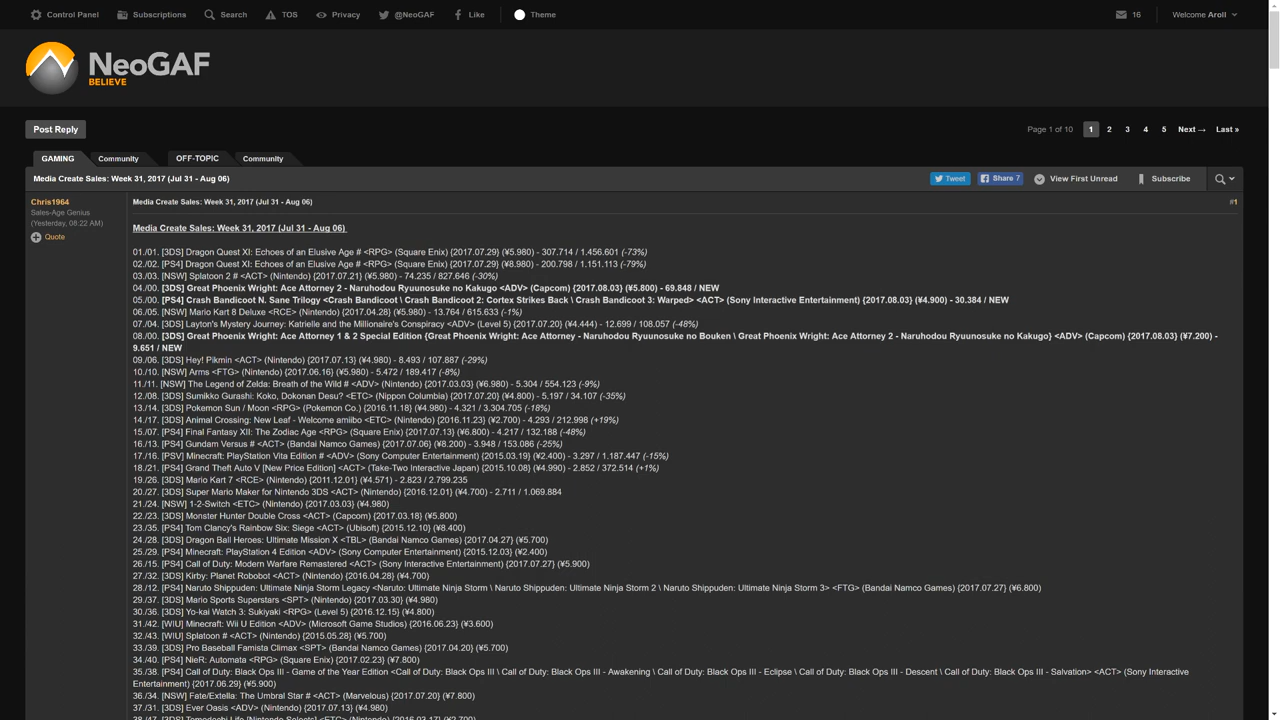 Control Panel Subscriptions Search TOS Privacy @NeoGAF Like Theme 16 Welcome Aroll
NeoGAF
BELIEVE
Post Reply Page 1 of 10 1 2 3 4 5 Next → Last »
GAMING Community OFF-TOPIC Community
Media Create Sales: Week 31, 2017 (Jul 31 - Aug 06) Tweet Share 7 View First Unread Subscribe
Chris1964 Media Create Sales: Week 31, 2017 (Jul 31 - Aug 06) #1
Sales-Age Genius
(Yesterday, 08:22 AM)
Quote
Media Create Sales: Week 31, 2017 (Jul 31 - Aug 06)
01./01. [3DS] Dragon Quest XI: Echoes of an Elusive Age # <RPG> (Square Enix) {2017.07.29} (¥5.980) - 307.714 / 1.456.601 (-73%)
02./02. [PS4] Dragon Quest XI: Echoes of an Elusive Age # <RPG> (Square Enix) {2017.07.29} (¥8.980) - 200.798 / 1.151.113 (-79%)
03./03. [NSW] Splatoon 2 # <ACT> (Nintendo) {2017.07.21} (¥5.980) - 74.235 / 827.646 (-30%)
04./00. [3DS] Great Phoenix Wright: Ace Attorney 2 - Naruhodou Ryuunosuke no Kakugo <ADV> (Capcom) {2017.08.03} (¥5.800) - 69.848 / NEW
05./00. [PS4] Crash Bandicoot N. Sane Trilogy <Crash Bandicoot \ Crash Bandicoot 2: Cortex Strikes Back \ Crash Bandicoot 3: Warped> <ACT> (Sony Interactive Entertainment) {2017.08.03} (¥4.900) - 30.384 / NEW
06./05. [NSW] Mario Kart 8 Deluxe <RCE> (Nintendo) {2017.04.28} (¥5.980) - 13.764 / 615.633 (-1%)
07./04. [3DS] Layton's Mystery Journey: Katrielle and the Millionaire's Conspiracy <ADV> (Level 5) {2017.07.20} (¥4.444) - 12.699 / 108.057 (-48%)
08./00. [3DS] Great Phoenix Wright: Ace Attorney 1 & 2 Special Edition {Great Phoenix Wright: Ace Attorney - Naruhodou Ryuunosuke no Bouken \ Great Phoenix Wright: Ace Attorney 2 - Naruhodou Ryuunosuke no Kakugo} <ADV> (Capcom) {2017.08.03} (¥7.200) -
9.651 / NEW
09./06. [3DS] Hey! Pikmin <ACT> (Nintendo) {2017.07.13} (¥4.980) - 8.493 / 107.887 (-29%)
10./10. [NSW] Arms <FTG> (Nintendo) {2017.06.16} (¥5.980) - 5.472 / 189.417 (-8%)
11./11. [NSW] The Legend of Zelda: Breath of the Wild # <ADV> (Nintendo) {2017.03.03} (¥6.980) - 5.304 / 554.123 (-9%)
12./08. [3DS] Sumikko Gurashi: Koko, Dokonan Desu? <ETC> (Nippon Columbia) {2017.07.20} (¥4.800) - 5.197 / 34.107 (-35%)
13./14. [3DS] Pokemon Sun / Moon <RPG> (Pokemon Co.) {2016.11.18} (¥4.980) - 4.321 / 3.304.705 (-18%)
14./17. [3DS] Animal Crossing: New Leaf - Welcome amiibo <ETC> (Nintendo) {2016.11.23} (¥2.700) - 4.293 / 212.998 (+19%)
15./07. [PS4] Final Fantasy XII: The Zodiac Age <RPG> (Square Enix) {2017.07.13} (¥6.800) - 4.217 / 132.188 (-48%)
16./13. [PS4] Gundam Versus # <ACT> (Bandai Namco Games) {2017.07.06} (¥8.200) - 3.948 / 153.086 (-25%)
17./16. [PSV] Minecraft: PlayStation Vita Edition # <ADV> (Sony Computer Entertainment) {2015.03.19} (¥2.400) - 3.297 / 1.187.447 (-15%)
18./21. [PS4] Grand Theft Auto V [New Price Edition] <ACT> (Take-Two Interactive Japan) {2015.10.08} (¥4.990) - 2.852 / 372.514 (+1%)
19./26. [3DS] Mario Kart 7 <RCE> (Nintendo) {2011.12.01} (¥4.571) - 2.823 / 2.799.235
20./27. [3DS] Super Mario Maker for Nintendo 3DS <ACT> (Nintendo) {2016.12.01} (¥4.700) - 2.711 / 1.069.884
21./24. [NSW] 1-2-Switch <ETC> (Nintendo) {2017.03.03} (¥4.980)
22./23. [3DS] Monster Hunter Double Cross <ACT> (Capcom) {2017.03.18} (¥5.800)
23./35. [PS4] Tom Clancy's Rainbow Six: Siege <ACT> (Ubisoft) {2015.12.10} (¥8.400)
24./28. [3DS] Dragon Ball Heroes: Ultimate Mission X <TBL> (Bandai Namco Games) {2017.04.27} (¥5.700)
25./29. [PS4] Minecraft: PlayStation 4 Edition <ADV> (Sony Computer Entertainment) {2015.12.03} (¥2.400)
26./15. [PS4] Call of Duty: Modern Warfare Remastered <ACT> (Sony Interactive Entertainment) {2017.07.27} (¥5.900)
27./32. [3DS] Kirby: Planet Robobot <ACT> (Nintendo) {2016.04.28} (¥4.700)
28./12. [PS4] Naruto Shippuden: Ultimate Ninja Storm Legacy <Naruto: Ultimate Ninja Storm \ Naruto Shippuden: Ultimate Ninja Storm 2 \ Naruto Shippuden: Ultimate Ninja Storm 3> <FTG> (Bandai Namco Games) {2017.07.27} (¥6.800)
29./37. [3DS] Mario Sports Superstars <SPT> (Nintendo) {2017.03.30} (¥4.980)
30./36. [3DS] Yo-kai Watch 3: Sukiyaki <RPG> (Level 5) {2016.12.15} (¥4.800)
31./42. [WIU] Minecraft: Wii U Edition <ADV> (Microsoft Game Studios) {2016.06.23} (¥3.600)
32./43. [WIU] Splatoon # <ACT> (Nintendo) {2015.05.28} (¥5.700)
33./39. [3DS] Pro Baseball Famista Climax <SPT> (Bandai Namco Games) {2017.04.20} (¥5.700)
34./40. [PS4] NieR: Automata <RPG> (Square Enix) {2017.02.23} (¥7.800)
35./38. [PS4] Call of Duty: Black Ops III - Game of the Year Edition <Call of Duty: Black Ops III \ Call of Duty: Black Ops III - Awakening \ Call of Duty: Black Ops III - Eclipse \ Call of Duty: Black Ops III - Descent \ Call of Duty: Black Ops III - Salvation> <ACT> (Sony Interactive
Entertainment) {2017.06.29} (¥5.900)
36./34. [NSW] Fate/Extella: The Umbral Star # <ACT> (Marvelous) {2017.07.20} (¥7.800)
37./31. [3DS] Ever Oasis <ADV> (Nintendo) {2017.07.13} (¥4.980)
38./47. [3DS] Tomodachi Life [Nintendo Selects] <ETC> (Nintendo) {2016.03.17} (¥2.700)